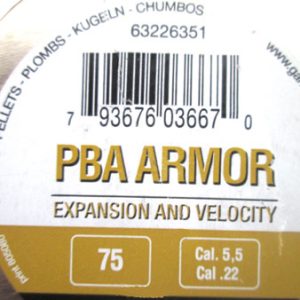 PELLETS - PLOMBS - KUGELN - CHUMBOS
63226351
7 93676 03667 0
PBA ARMOR
EXPANSION AND VELOCITY
75
Cal. 5,5
Cal .22